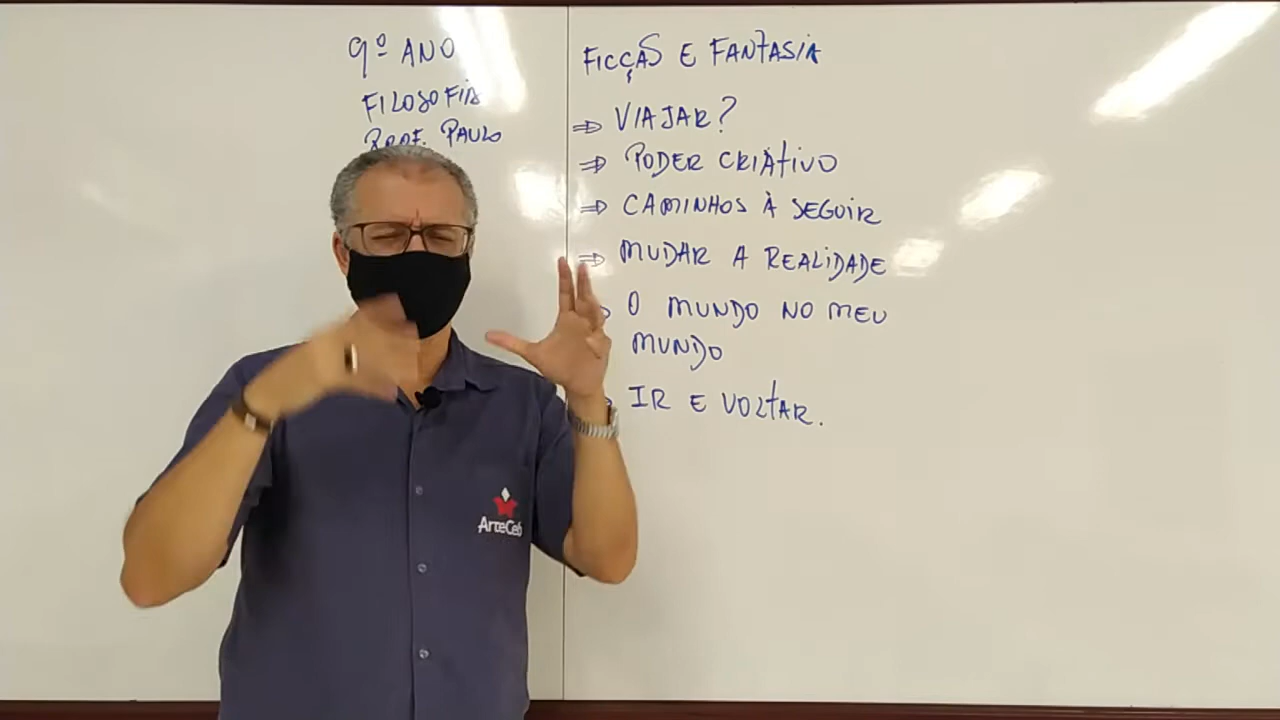 9º ANO
FILOSOFIA
PROF. PAULO
FICÇÃO E FANTASIA
⇒ VIAJAR?
⇒ PODER CRIATIVO
⇒ CAMINHOS À SEGUIR
⇒ MUDAR A REALIDADE
O MUNDO NO MEU
MUNDO
IR E VOLTAR.